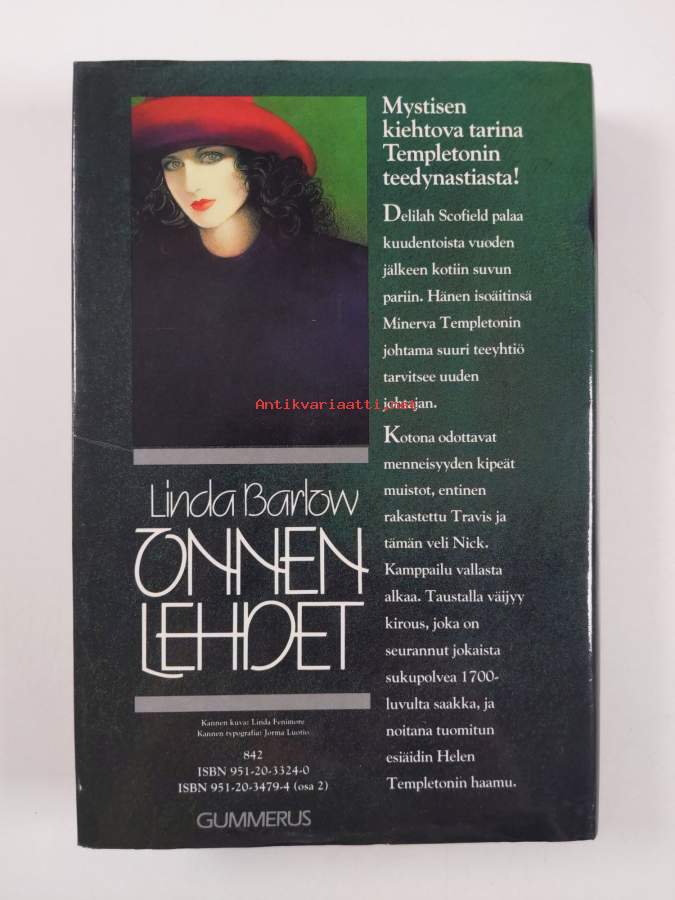 Mystisen
kiehtova tarina
Templetonin
teedynastiasta!
Delilah Scofield palaa
kuudentoista vuoden
jälkeen kotiin suvun
pariin. Hänen isoäitinsä
Minerva Templetonin
johtama suuri teeyhtiö
tarvitsee uuden
johtajan.
Antikvariaatti.net
Kotona odottavat
menneisyyden kipeät
muistot, entinen
rakastettu Travis ja
tämän veli Nick.
Kamppailu vallasta
alkaa. Taustalla väijyy
kirous, joka on
seurannut jokaista
sukupolvea 1700-
luvulta saakka, ja
noitana tuomitun
esiäidin Helen
Templetonin haamu.
Linda Barlow
ONNEN
LEHDET
Kannen kuva: Linda Fenimore
Kannen typografia: Jorma Luotio
842
ISBN 951-20-3324-0
ISBN 951-20-3479-4 (osa 2)
GUMMERUS